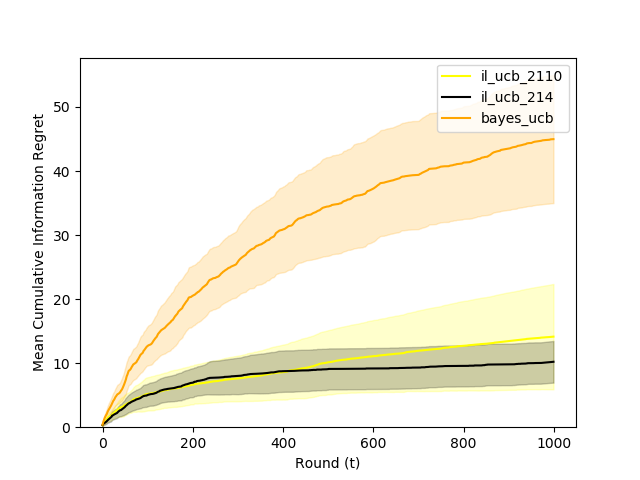 il_ucb_2110
il_ucb_214
bayes_ucb
50
40
30
20
10
0
Mean Cumulative Information Regret
0 200 400 600 800 1000
Round (t)